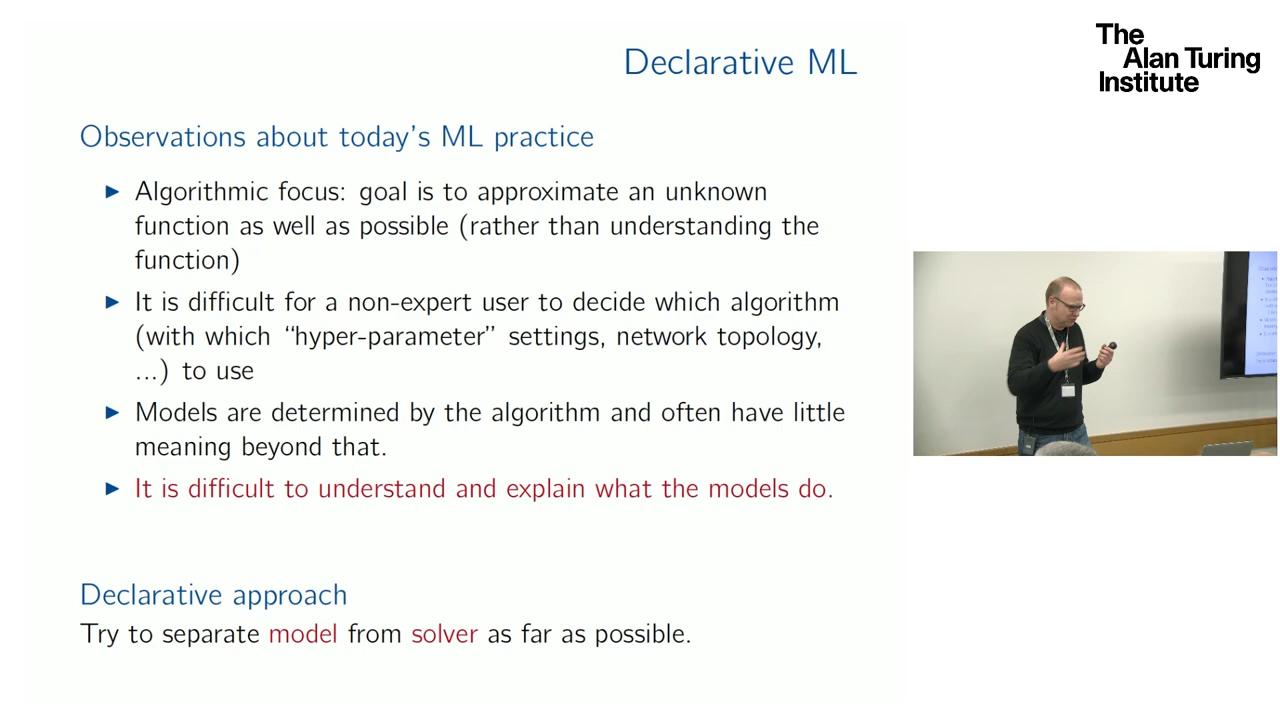 Declarative ML
Observations about today's ML practice
Algorithmic focus: goal is to approximate an unknown
function as well as possible (rather than understanding the
function)
It is difficult for a non-expert user to decide which algorithm
(with which "hyper-parameter" settings, network topology,
...) to use
Models are determined by the algorithm and often have little
meaning beyond that.
It is difficult to understand and explain what the models do.
Declarative approach
Try to separate model from solver as far as possible.
The
Alan Turing
Institute